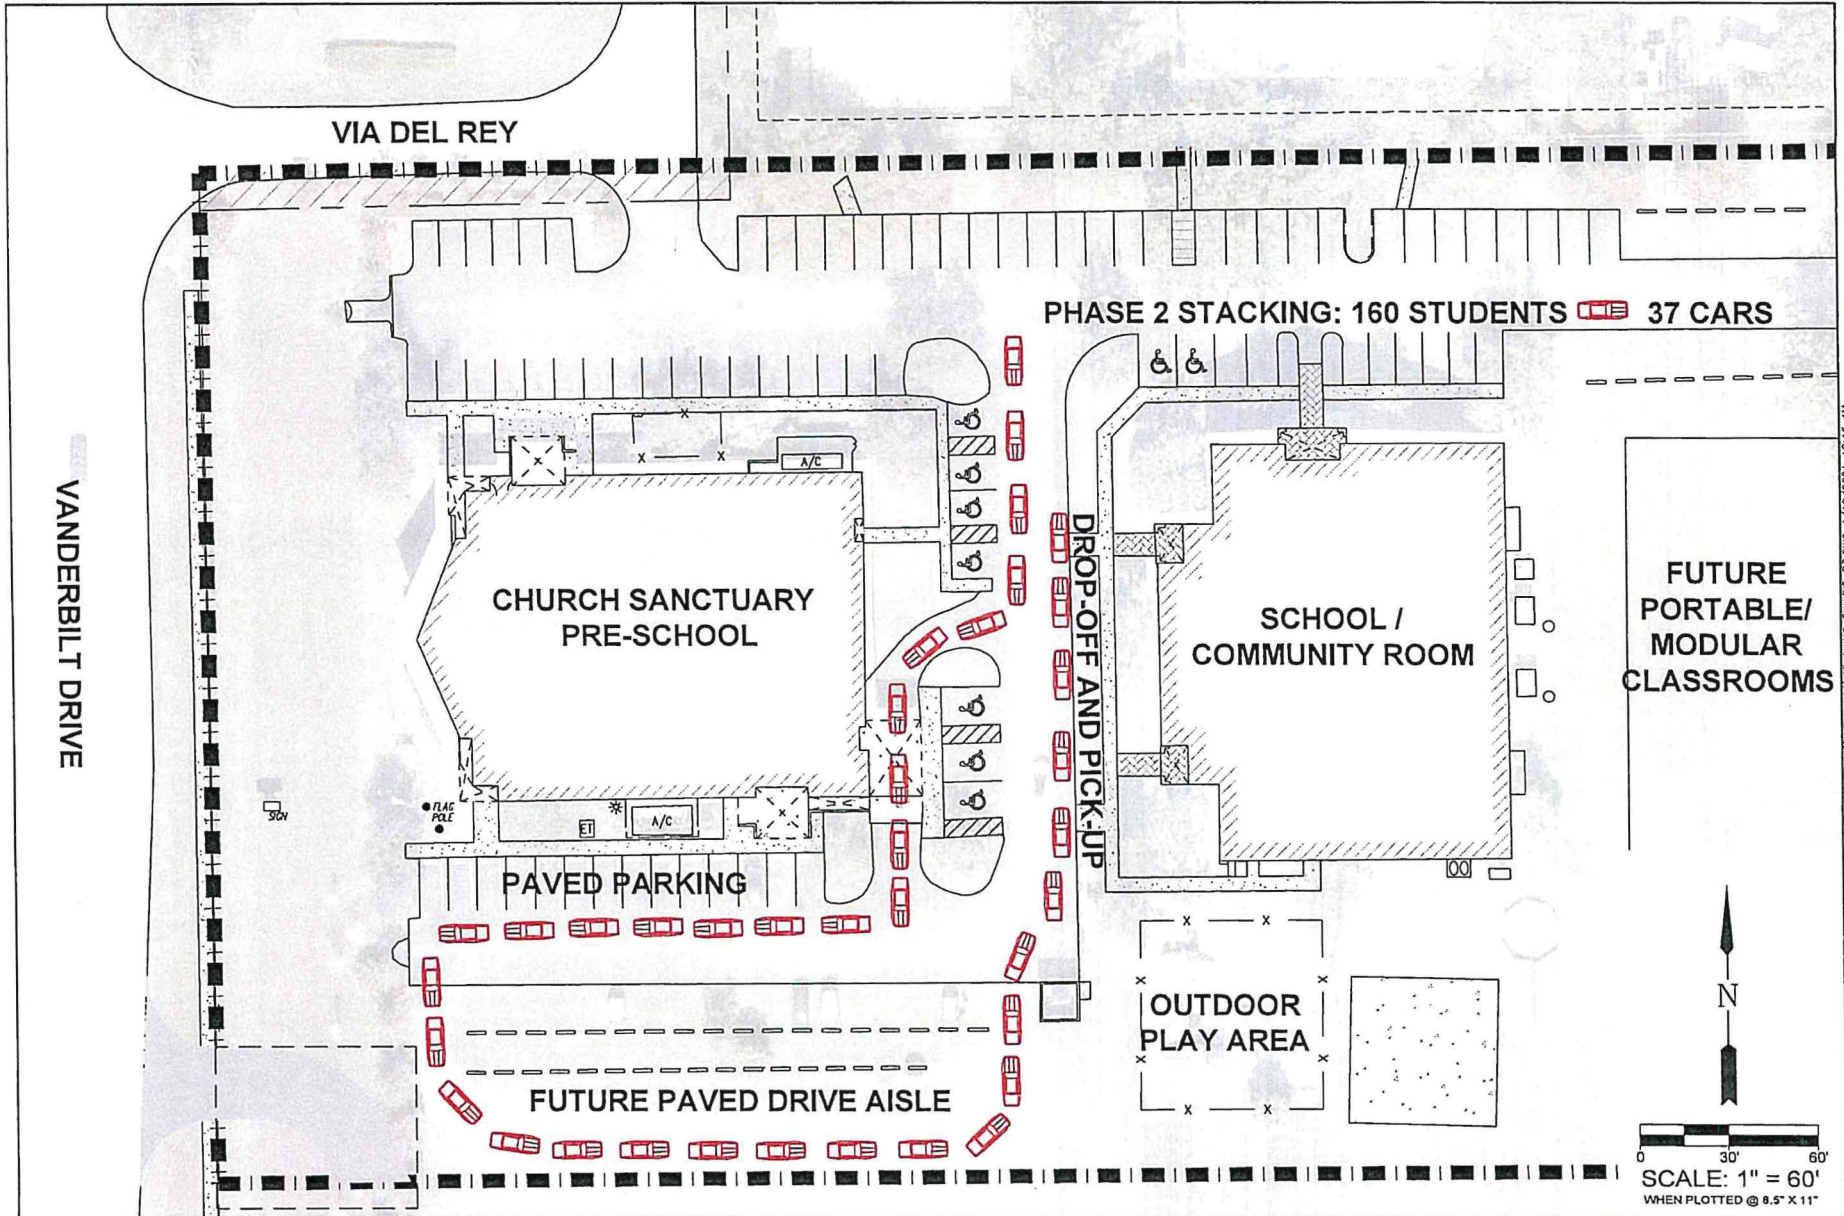 VIA DEL REY
PHASE 2 STACKING: 160 STUDENTS 37 CARS
VANDERBILT DRIVE
A/C
CHURCH SANCTUARY
PRE-SCHOOL
DROP-OFF AND PICK-UP
SCHOOL /
COMMUNITY ROOM
FUTURE
PORTABLE/
MODULAR
CLASSROOMS
SIGN
FLAG
POLE
ET
A/C
PAVED PARKING
OUTDOOR
PLAY AREA
FUTURE PAVED DRIVE AISLE
N
0 30' 60'
SCALE: 1" = 60'
WHEN PLOTTED @ 8.5" X 11"